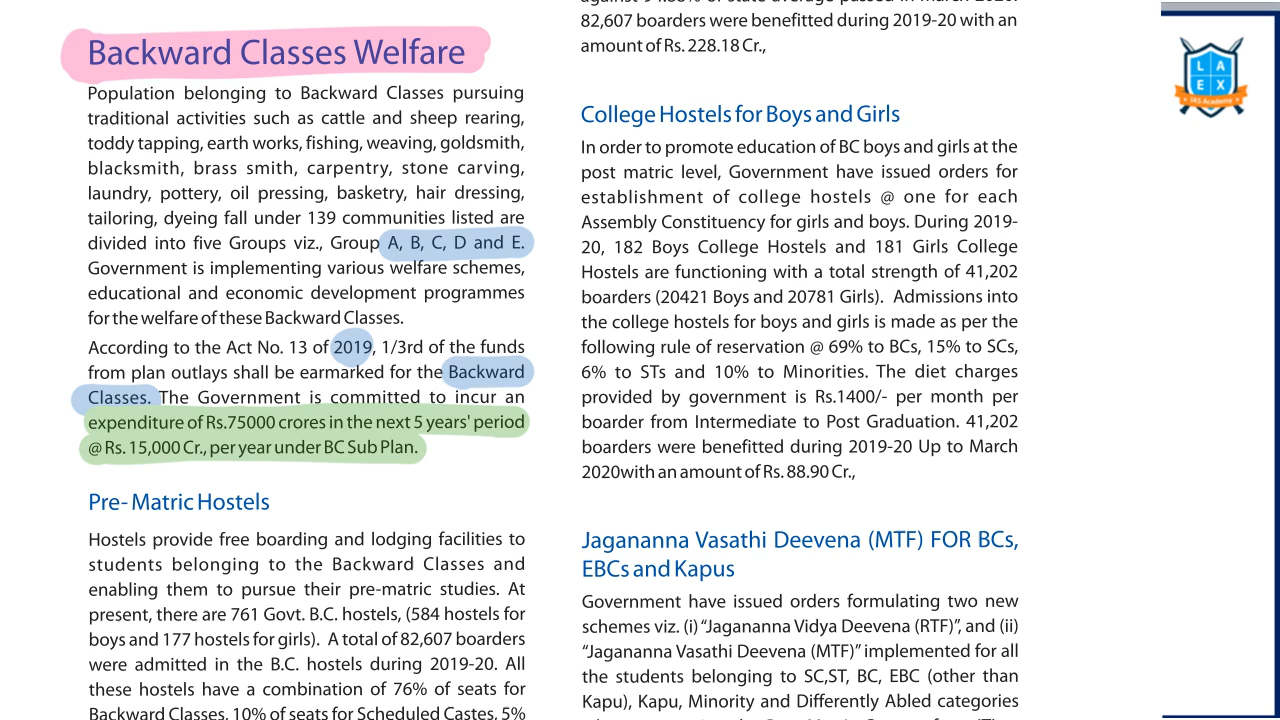 Backward Classes Welfare
Population belonging to Backward Classes pursuing
traditional activities such as cattle and sheep rearing,
toddy tapping, earth works, fishing, weaving, goldsmith,
blacksmith, brass smith, carpentry, stone carving,
laundry, pottery, oil pressing, basketry, hair dressing,
tailoring, dyeing fall under 139 communities listed are
divided into five Groups viz., Group A, B, C, D and E.
Government is implementing various welfare schemes,
educational and economic development programmes
for the welfare of these Backward Classes.
According to the Act No. 13 of 2019, 1/3rd of the funds
from plan outlays shall be earmarked for the Backward
Classes. The Government is committed to incur an
expenditure of Rs.75000 crores in the next 5 years' period
@ Rs. 15,000 Cr., per year under BC Sub Plan.
Pre- Matric Hostels
Hostels provide free boarding and lodging facilities to
students belonging to the Backward Classes and
enabling them to pursue their pre-matric studies. At
present, there are 761 Govt. B.C. hostels, (584 hostels for
boys and 177 hostels for girls). A total of 82,607 boarders
were admitted in the B.C. hostels during 2019-20. All
these hostels have a combination of 76% of seats for
Backward Classes, 10% of seats for Scheduled Castes, 5%
82,607 boarders were benefitted during 2019-20 with an
amount of Rs. 228.18 Cr.,
College Hostels for Boys and Girls
In order to promote education of BC boys and girls at the
post matric level, Government have issued orders for
establishment of college hostels @ one for each
Assembly Constituency for girls and boys. During 2019-
20, 182 Boys College Hostels and 181 Girls College
Hostels are functioning with a total strength of 41,202
boarders (20421 Boys and 20781 Girls). Admissions into
the college hostels for boys and girls is made as per the
following rule of reservation @ 69% to BCs, 15% to SCs,
6% to STs and 10% to Minorities. The diet charges
provided by government is Rs.1400/- per month per
boarder from Intermediate to Post Graduation. 41,202
boarders were benefitted during 2019-20 Up to March
2020with an amount of Rs. 88.90 Cr.,
Jagananna Vasathi Deevena (MTF) FOR BCs,
EBCs and Kapus
Government have issued orders formulating two new
schemes viz. (i) “Jagananna Vidya Deevena (RTF)”, and (ii)
“Jagananna Vasathi Deevena (MTF)” implemented for all
the students belonging to SC,ST, BC, EBC (other than
Kapu), Kapu, Minority and Differently Abled categories
L A
E X
IAS Academy